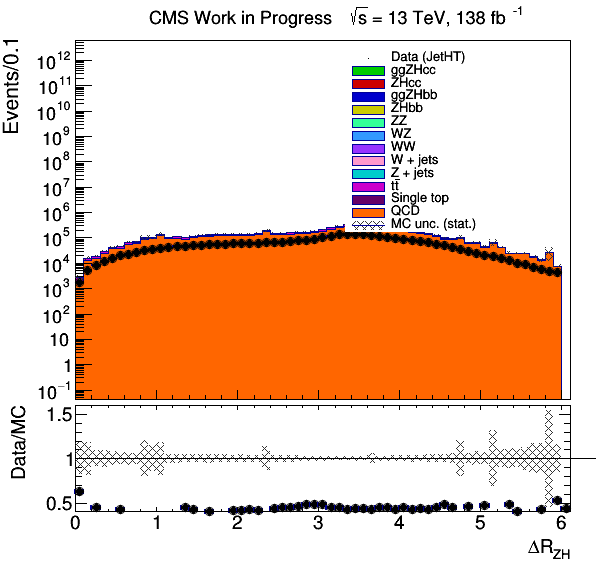 CMS Work in Progress √s = 13 TeV, 138 fb⁻¹
Events/0.1
10¹²
10¹¹
10¹⁰
10⁹
10⁸
10⁷
10⁶
10⁵
10⁴
10³
10²
10
1
10⁻¹
Data (JetHT)
ggZHcc
ZHcc
ggZHbb
ZHbb
ZZ
WZ
WW
W + jets
Z + jets
tt̄
Single top
QCD
MC unc. (stat.)
Data/MC
1.5
1
0.5
0 1 2 3 4 5 6
ΔR_ZH